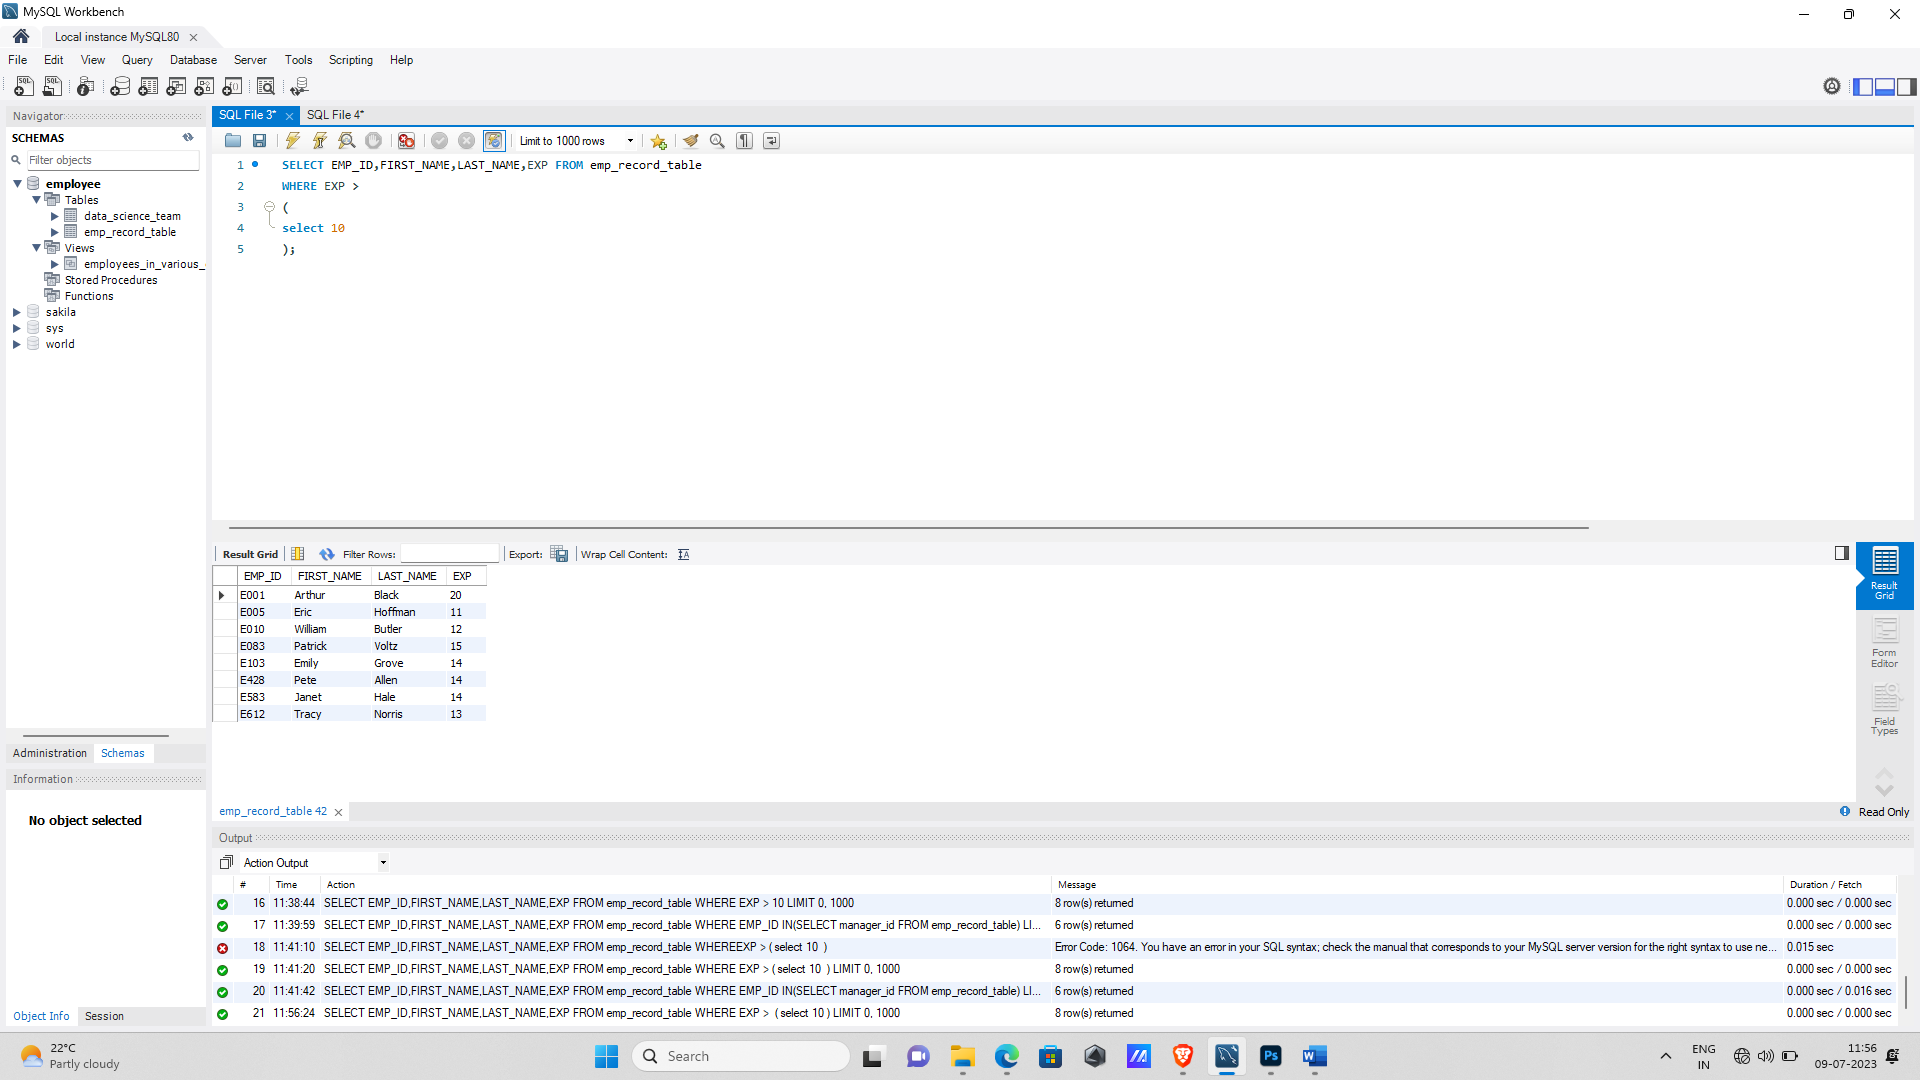 MySQL Workbench
Local instance MySQL80
File Edit View Query Database Server Tools Scripting Help
Navigator
SCHEMAS
Filter objects
employee
Tables
data_science_team
emp_record_table
Views
employees_in_various_
Stored Procedures
Functions
sakila
sys
world
Administration Schemas
Information
No object selected
Object Info Session
SQL File 3* SQL File 4*
Limit to 1000 rows
1 SELECT EMP_ID,FIRST_NAME,LAST_NAME,EXP FROM emp_record_table
2 WHERE EXP >
3 (
4 select 10
5 );
Result Grid Filter Rows: Export: Wrap Cell Content:
EMP_ID FIRST_NAME LAST_NAME EXP
E001 Arthur Black 20
E005 Eric Hoffman 11
E010 William Butler 12
E083 Patrick Voltz 15
E103 Emily Grove 14
E428 Pete Allen 14
E583 Janet Hale 14
E612 Tracy Norris 13
Result
Grid
Form
Editor
Field
Types
emp_record_table 42
Read Only
Output
Action Output
# Time Action Message Duration / Fetch
16 11:38:44 SELECT EMP_ID,FIRST_NAME,LAST_NAME,EXP FROM emp_record_table WHERE EXP > 10 LIMIT 0, 1000 8 row(s) returned 0.000 sec / 0.000 sec
17 11:39:59 SELECT EMP_ID,FIRST_NAME,LAST_NAME,EXP FROM emp_record_table WHERE EMP_ID IN(SELECT manager_id FROM emp_record_table) LI... 6 row(s) returned 0.000 sec / 0.000 sec
18 11:41:10 SELECT EMP_ID,FIRST_NAME,LAST_NAME,EXP FROM emp_record_table WHEREEXP > ( select 10 ) Error Code: 1064. You have an error in your SQL syntax; check the manual that corresponds to your MySQL server version for the right syntax to use ne... 0.015 sec
19 11:41:20 SELECT EMP_ID,FIRST_NAME,LAST_NAME,EXP FROM emp_record_table WHERE EXP > ( select 10 ) LIMIT 0, 1000 8 row(s) returned 0.000 sec / 0.000 sec
20 11:41:42 SELECT EMP_ID,FIRST_NAME,LAST_NAME,EXP FROM emp_record_table WHERE EMP_ID IN(SELECT manager_id FROM emp_record_table) LI... 6 row(s) returned 0.000 sec / 0.016 sec
21 11:56:24 SELECT EMP_ID,FIRST_NAME,LAST_NAME,EXP FROM emp_record_table WHERE EXP > ( select 10 ) LIMIT 0, 1000 8 row(s) returned 0.000 sec / 0.000 sec
22°C
Partly cloudy
Search
ENG
IN
11:56
09-07-2023